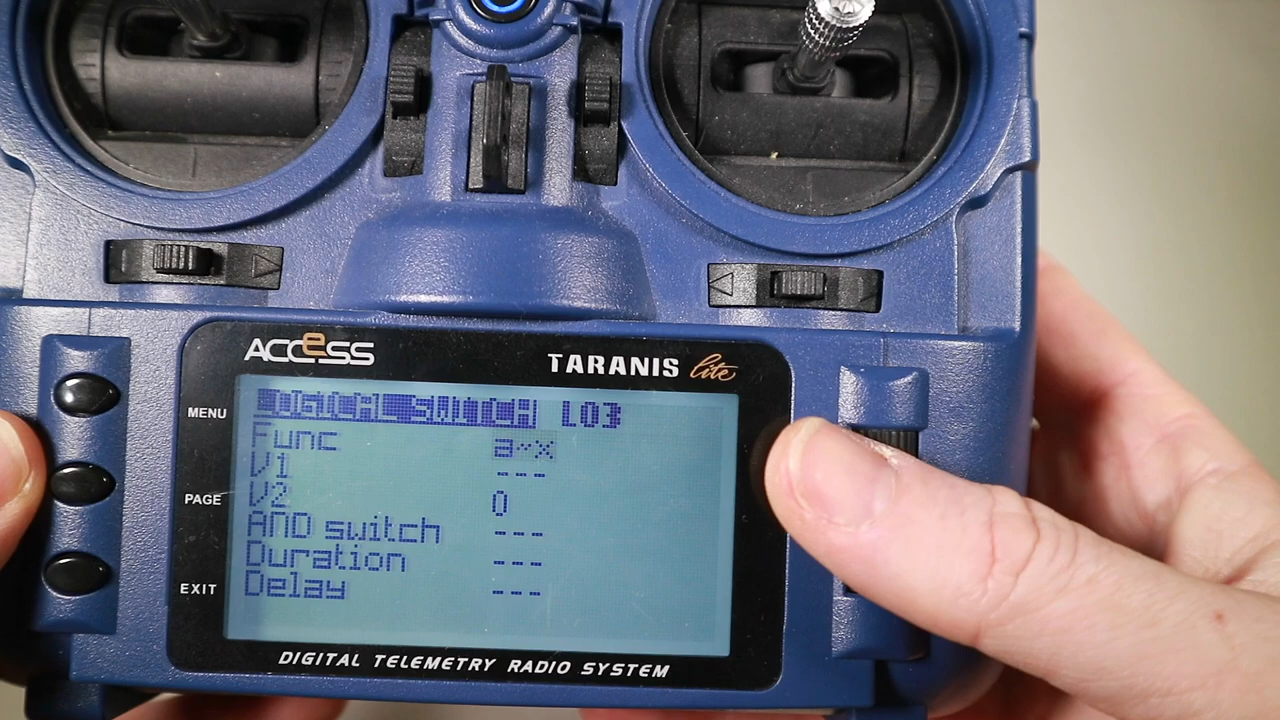 ACCESS
TARANIS lite
MENU
PAGE
EXIT
LOGICAL SWITCH L03
Func a~x
V1 ---
V2 0
AND switch ---
Duration ---
Delay ---
DIGITAL TELEMETRY RADIO SYSTEM